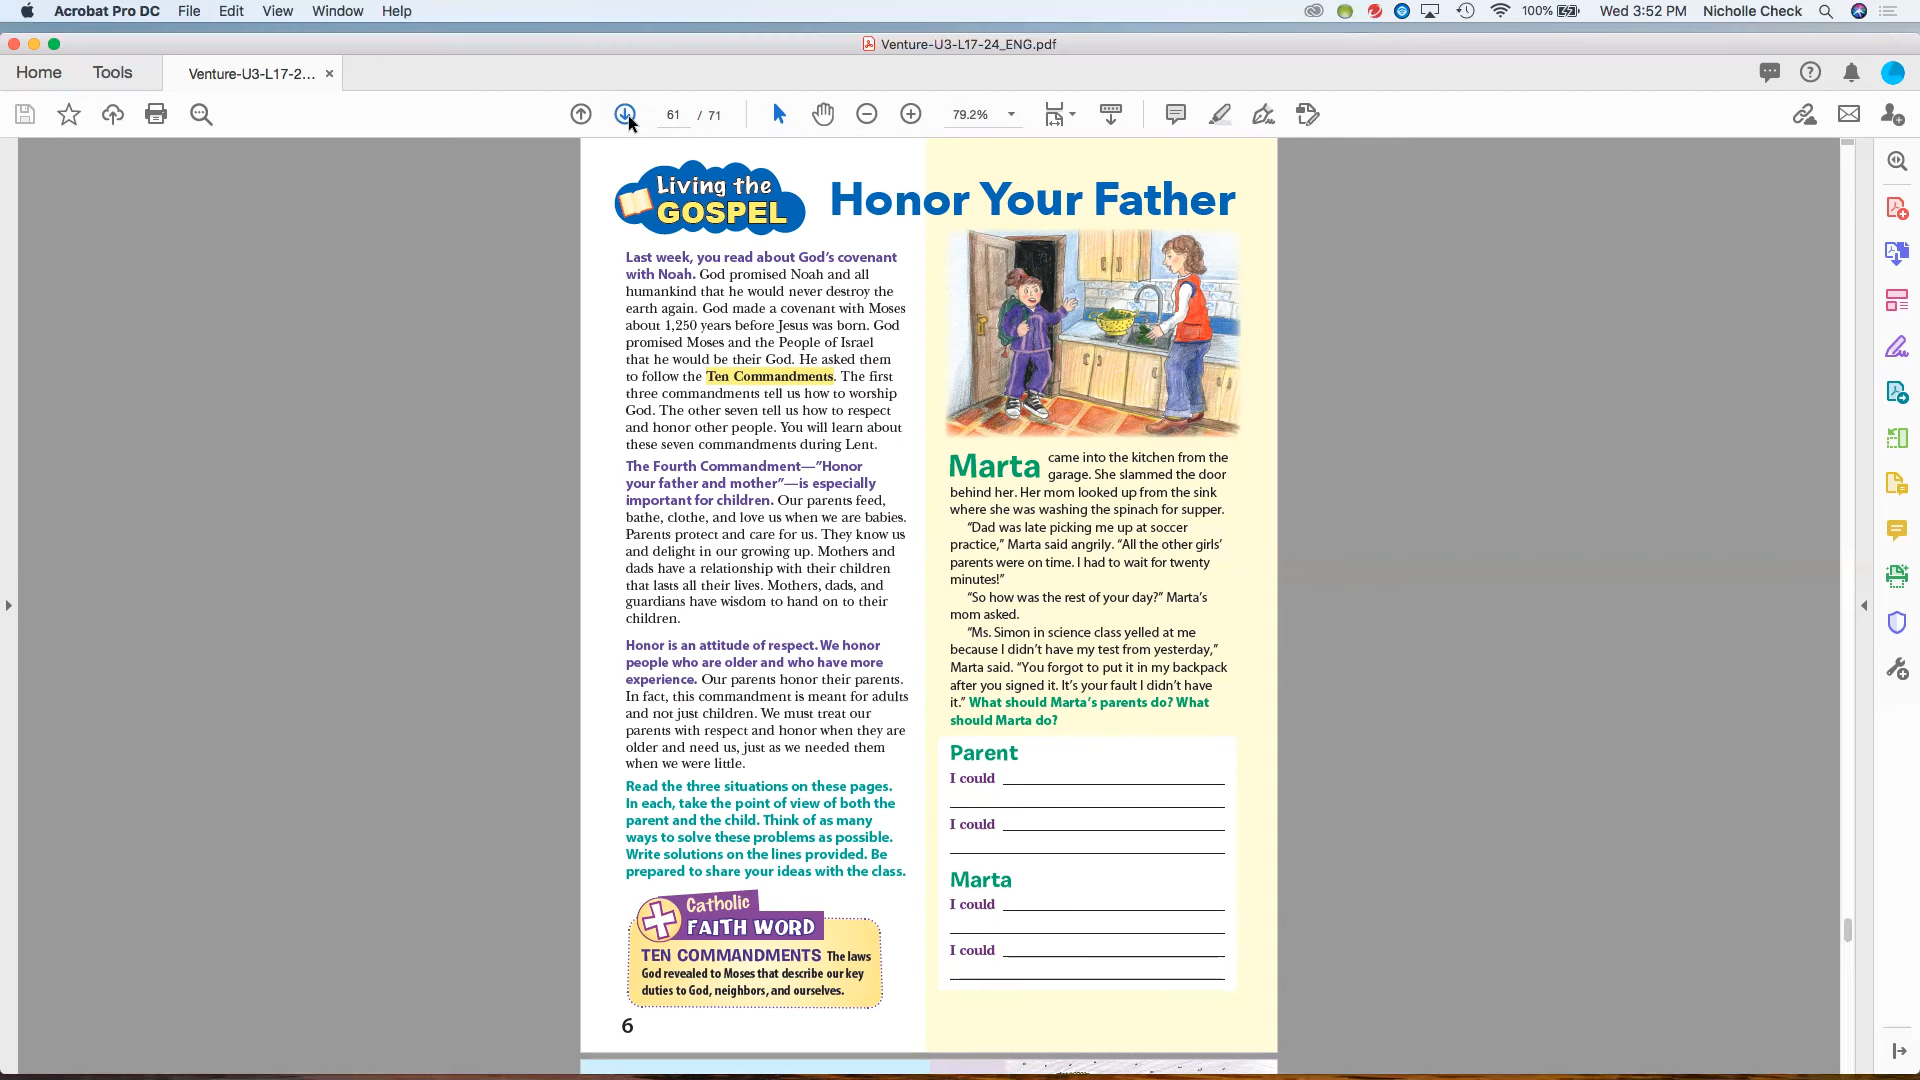 Acrobat Pro DC File Edit View Window Help
100% Wed 3:52 PM Nicholle Check
Venture-U3-L17-24_ENG.pdf
Home Tools Venture-U3-L17-2... ×
61 / 71 79.2%
Living the
GOSPEL
Honor Your Father
Last week, you read about God’s covenant
with Noah. God promised Noah and all
humankind that he would never destroy the
earth again. God made a covenant with Moses
about 1,250 years before Jesus was born. God
promised Moses and the People of Israel
that he would be their God. He asked them
to follow the Ten Commandments. The first
three commandments tell us how to worship
God. The other seven tell us how to respect
and honor other people. You will learn about
these seven commandments during Lent.
The Fourth Commandment—”Honor
your father and mother”—is especially
important for children. Our parents feed,
bathe, clothe, and love us when we are babies.
Parents protect and care for us. They know us
and delight in our growing up. Mothers and
dads have a relationship with their children
that lasts all their lives. Mothers, dads, and
guardians have wisdom to hand on to their
children.
Honor is an attitude of respect. We honor
people who are older and who have more
experience. Our parents honor their parents.
In fact, this commandment is meant for adults
and not just children. We must treat our
parents with respect and honor when they are
older and need us, just as we needed them
when we were little.
Read the three situations on these pages.
In each, take the point of view of both the
parent and the child. Think of as many
ways to solve these problems as possible.
Write solutions on the lines provided. Be
prepared to share your ideas with the class.
Catholic
FAITH WORD
TEN COMMANDMENTS The laws
God revealed to Moses that describe our key
duties to God, neighbors, and ourselves.
6
Marta came into the kitchen from the
garage. She slammed the door
behind her. Her mom looked up from the sink
where she was washing the spinach for supper.
“Dad was late picking me up at soccer
practice,” Marta said angrily. “All the other girls’
parents were on time. I had to wait for twenty
minutes!”
“So how was the rest of your day?” Marta’s
mom asked.
“Ms. Simon in science class yelled at me
because I didn’t have my test from yesterday,”
Marta said. “You forgot to put it in my backpack
after you signed it. It’s your fault I didn’t have
it.” What should Marta’s parents do? What
should Marta do?
Parent
I could
I could
Marta
I could
I could